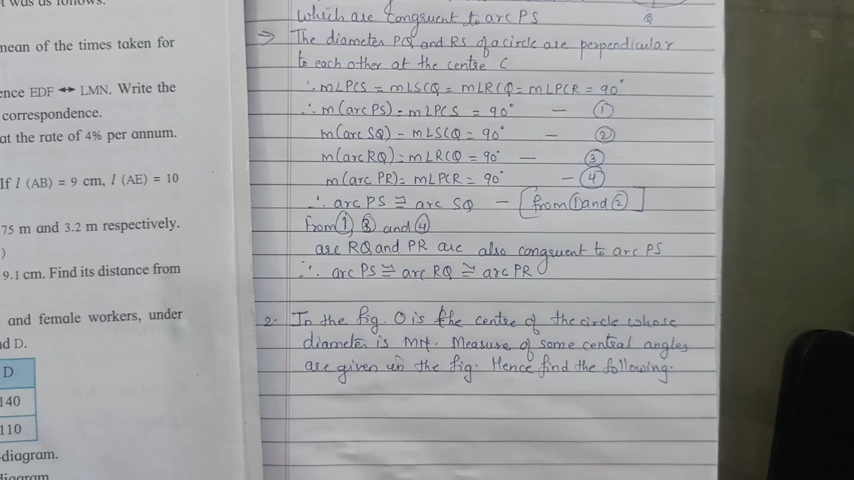 t was as follows.
mean of the times taken for
ence EDF ↔ LMN. Write the
correspondence.
at the rate of 4% per annum.
If l (AB) = 9 cm, l (AE) = 10
75 m and 3.2 m respectively.
)
9.1 cm. Find its distance from
and female workers, under
nd D.
D
140
110
-diagram.
diagram
which are congruent to arc PS
Q
→ The diameter PQ and RS of a circle are perpendicular
to each other at the centre C
∴ m∠PCS = m∠SCQ = m∠RCQ = m∠PCR = 90°
∴ m(arc PS) = m∠PCS = 90° — ①
m(arc SQ) = m∠SCQ = 90° — ②
m(arc RQ) = m∠RCQ = 90° — ③
m(arc PR) = m∠PCR = 90° — ④
∴ arc PS ≅ arc SQ — [from ① and ②]
from ①, ③ and ④
are RQ and PR are also congruent to arc PS
∴ arc PS ≅ arc RQ ≅ arc PR
2. In the fig. O is the centre of the circle whose
diameter is MN. Measure of some central angles
are given in the fig. Hence find the following.